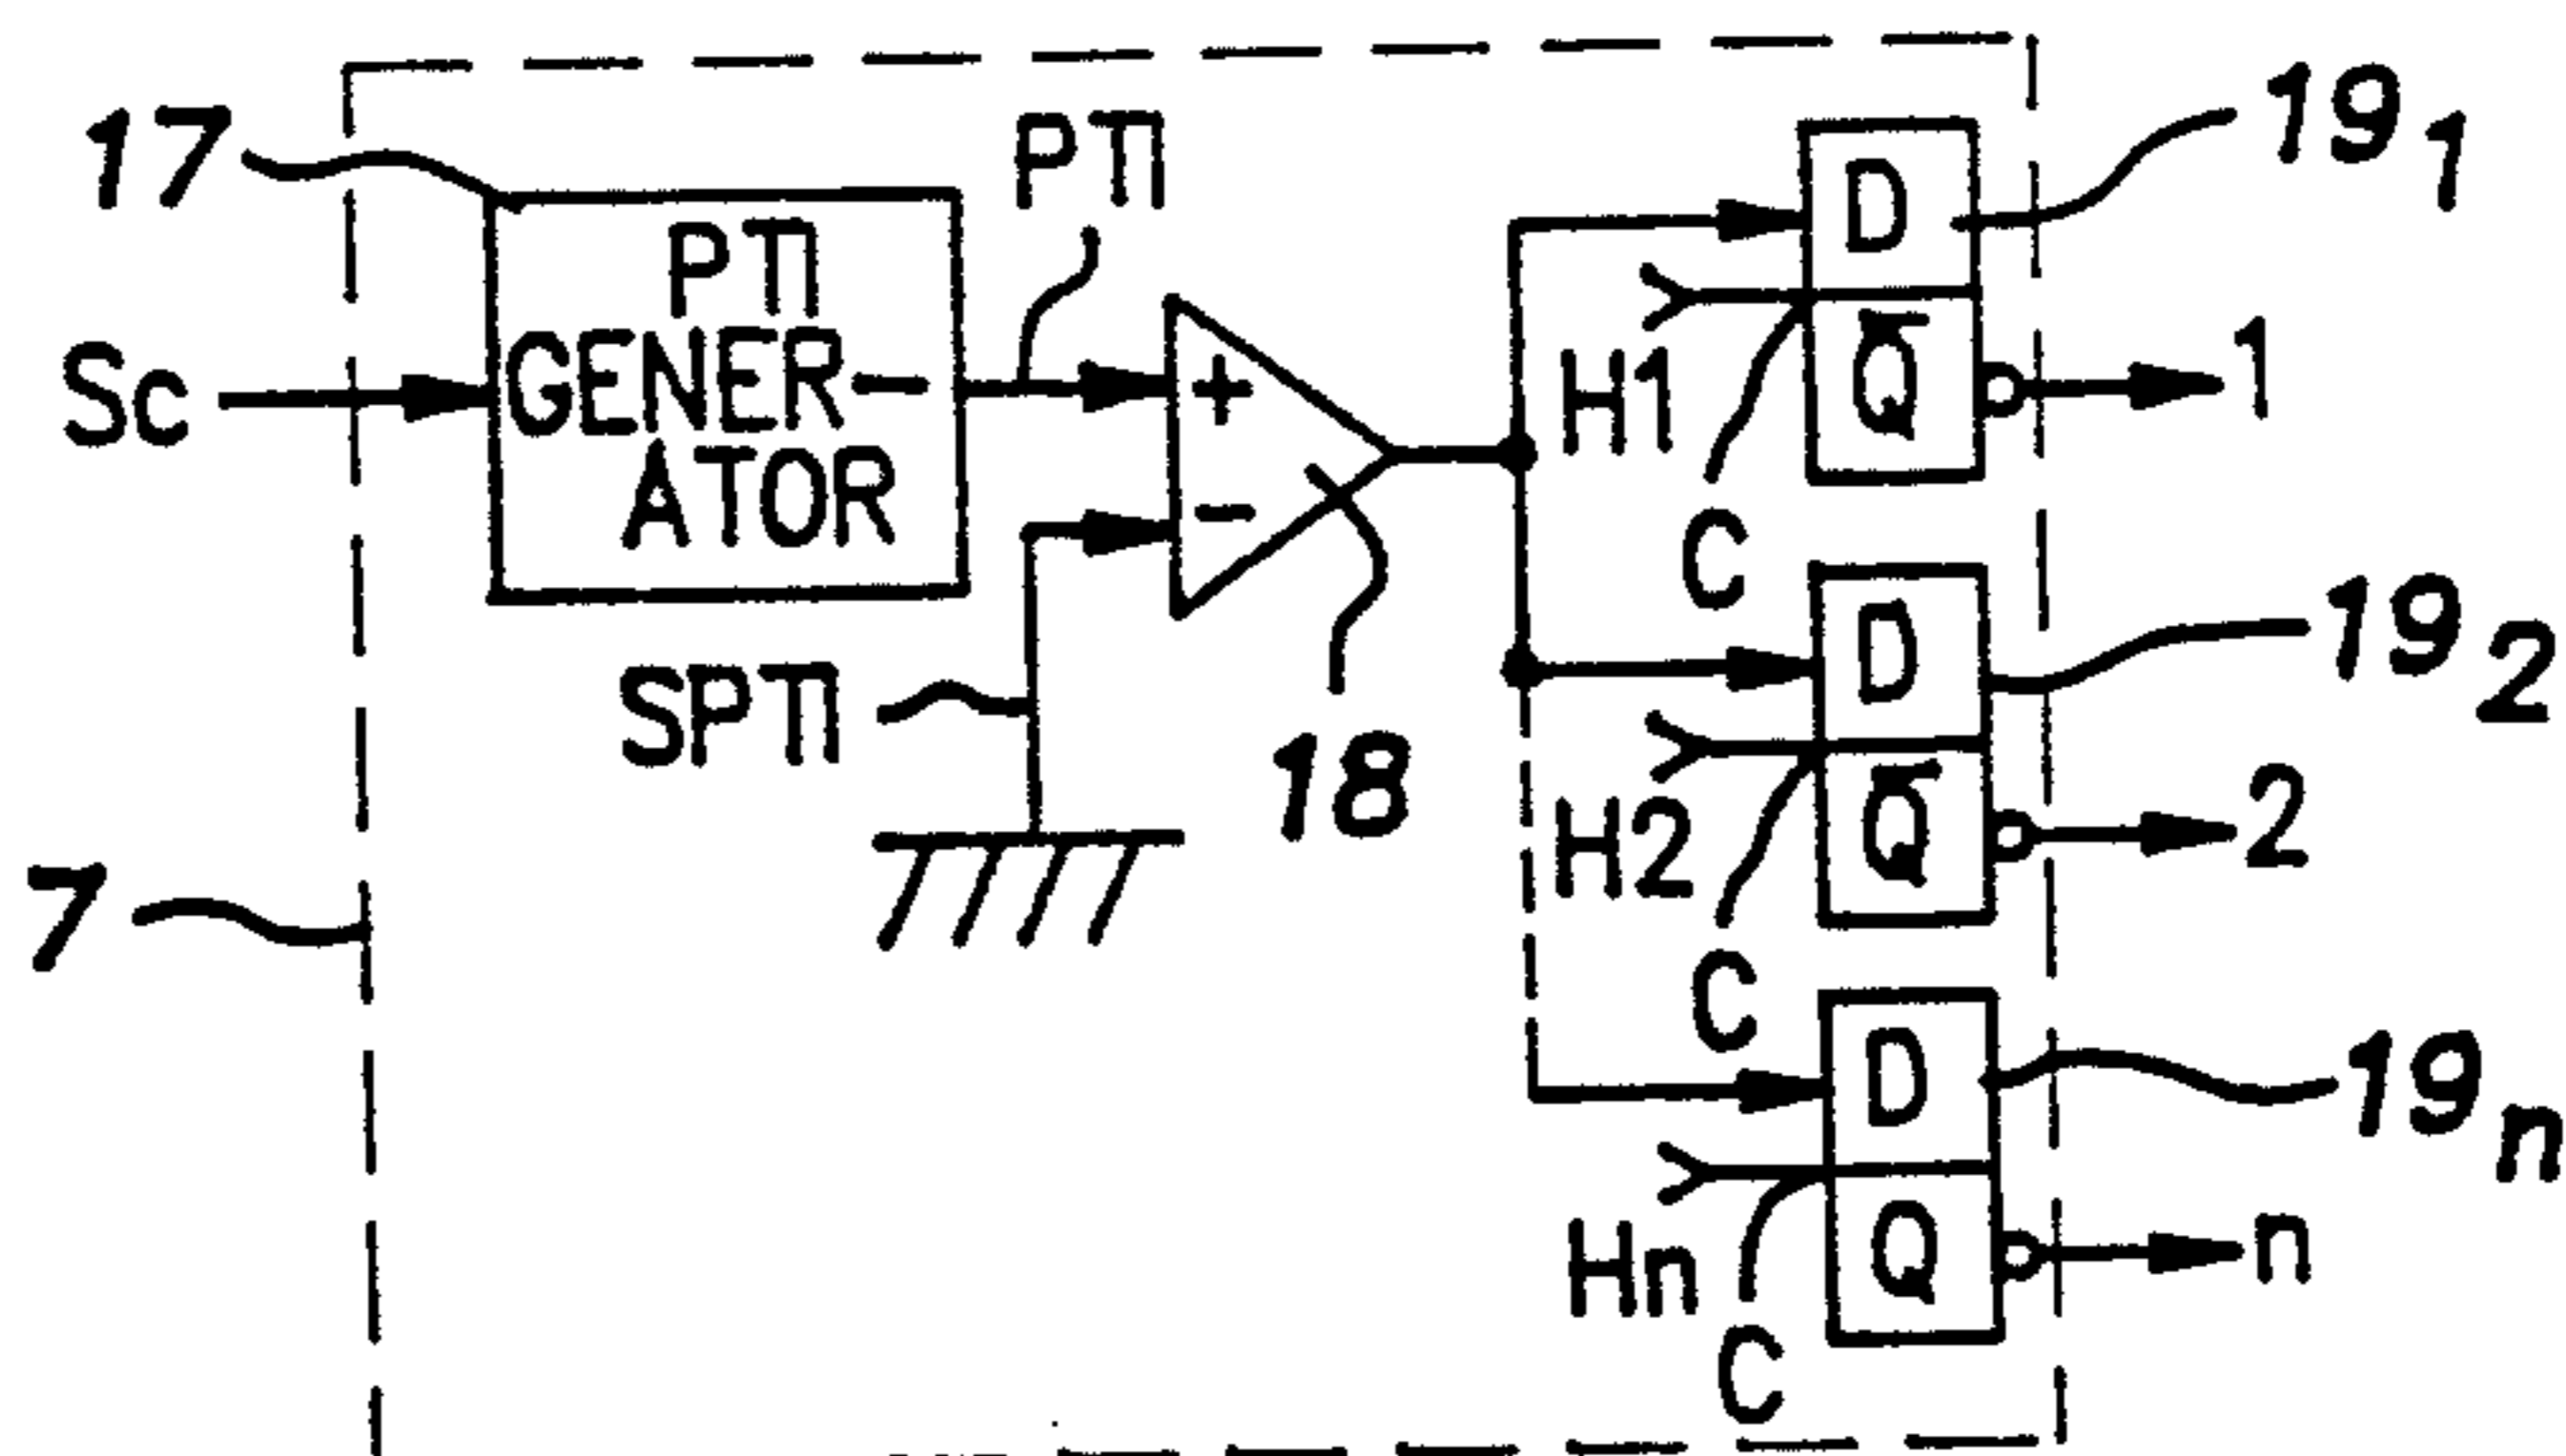 17
PTI
GENER-
ATOR
PTI
Sc
+
-
SPTI
18
7
D
Q̅
H1
C
19 1
1
D
Q̅
H2
C
19 2
2
D
Q
Hn
C
19 n
n